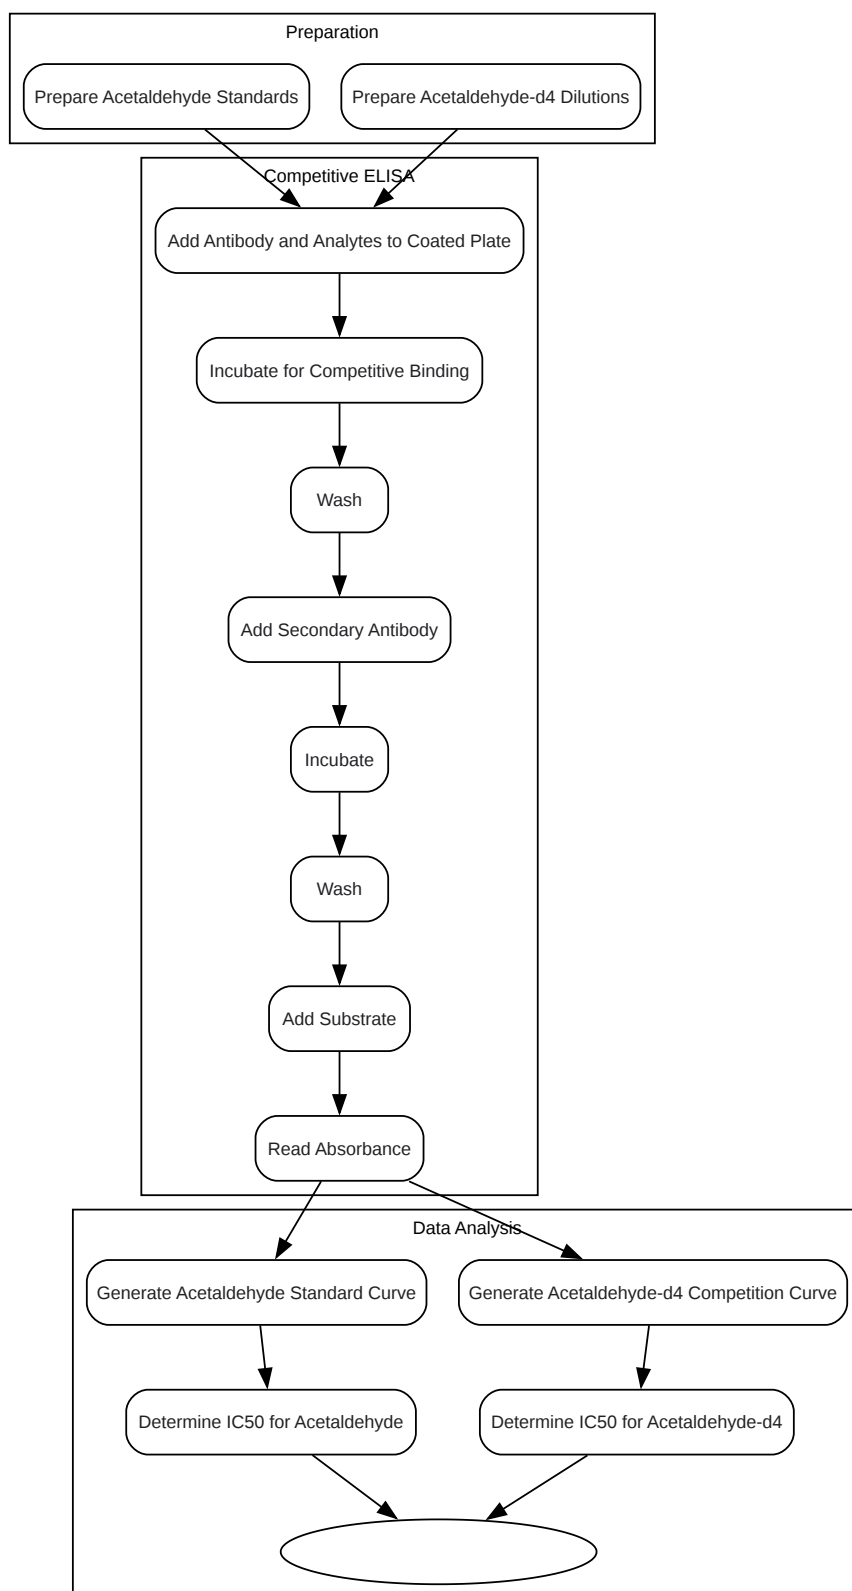 Preparation
Prepare Acetaldehyde Standards
Prepare Acetaldehyde-d4 Dilutions
Competitive ELISA
Add Antibody and Analytes to Coated Plate
Incubate for Competitive Binding
Wash
Add Secondary Antibody
Incubate
Wash
Add Substrate
Read Absorbance
Data Analysis
Generate Acetaldehyde Standard Curve
Generate Acetaldehyde-d4 Competition Curve
Determine IC50 for Acetaldehyde
Determine IC50 for Acetaldehyde-d4